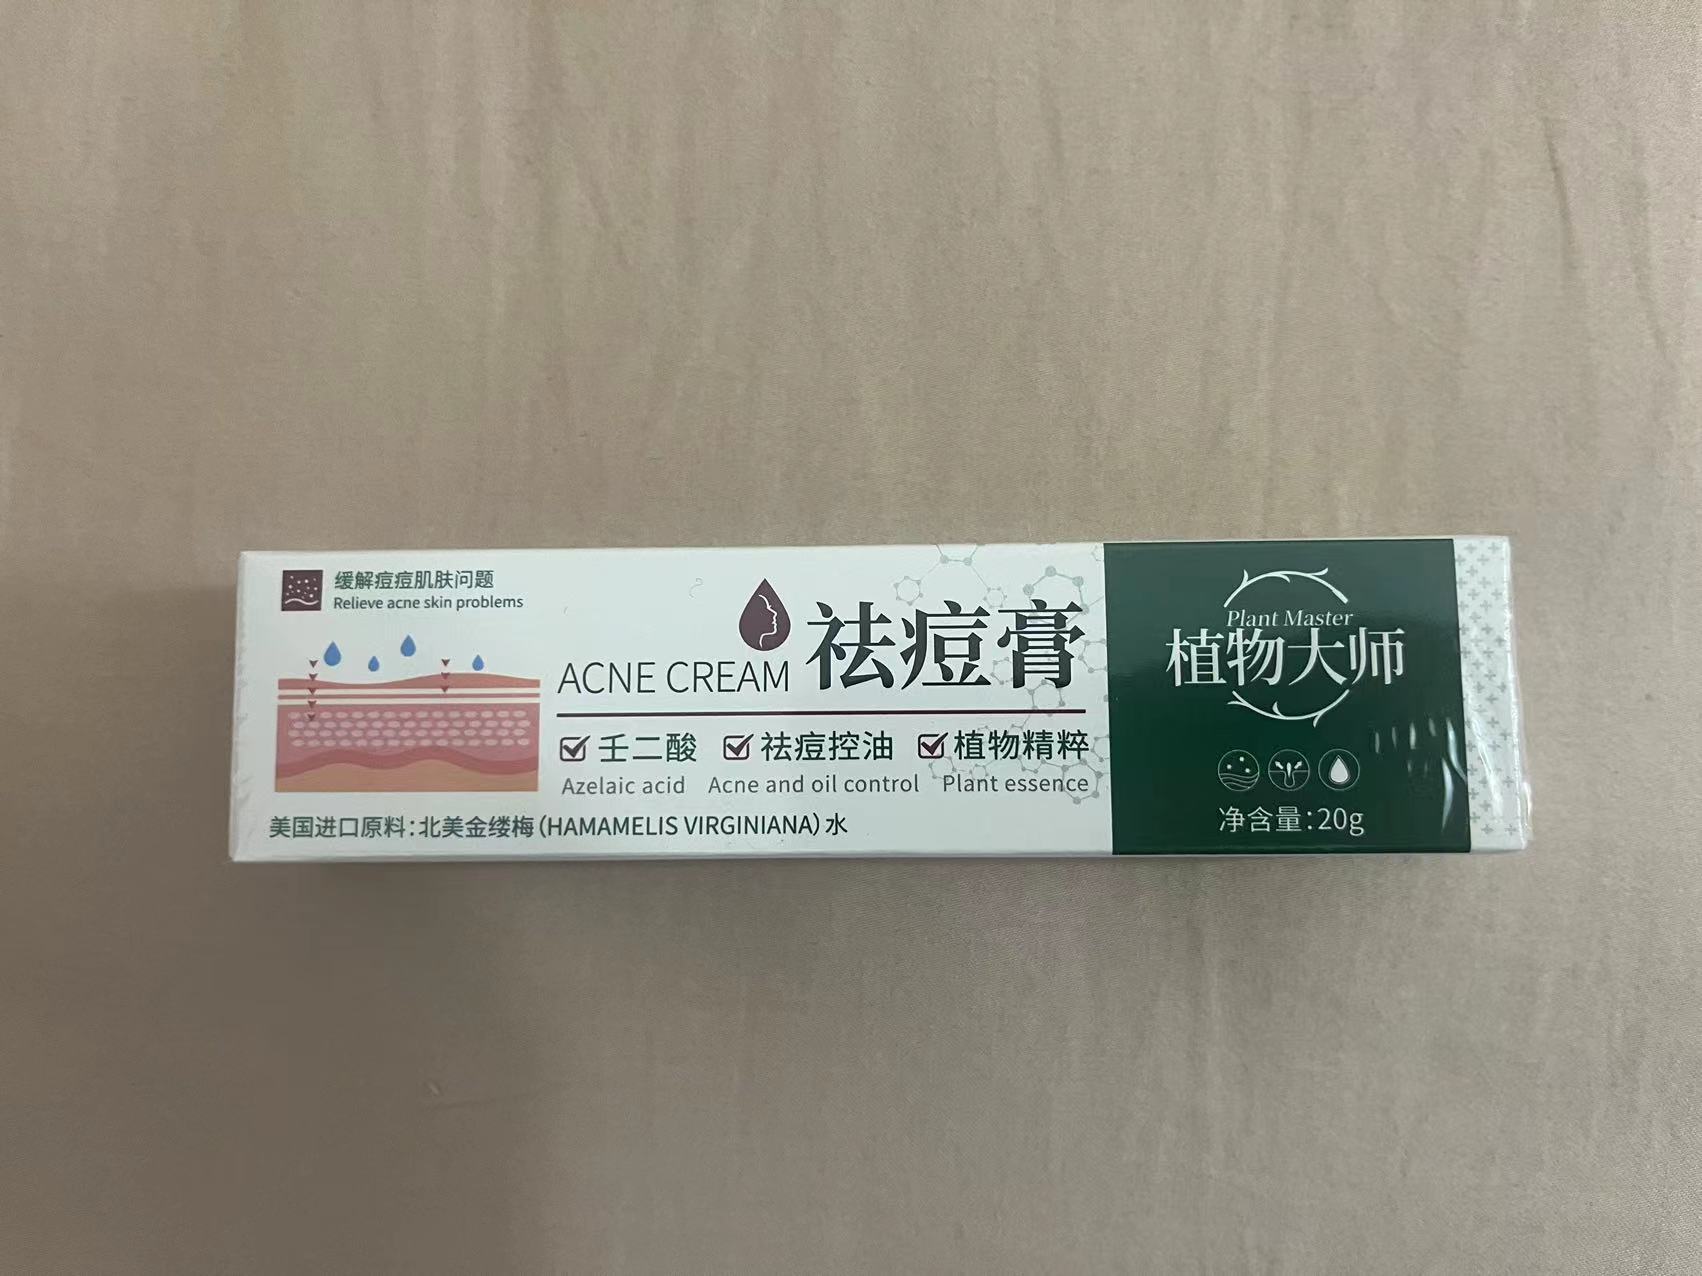 缓解痘痘肌肤问题
Relieve acne skin problems
ACNE CREAM 祛痘膏
壬二酸 祛痘控油 植物精粹
Azelaic acid Acne and oil control Plant essence
美国进口原料：北美金缕梅（HAMAMELIS VIRGINIANA）水
Plant Master
植物大师
净含量：20g